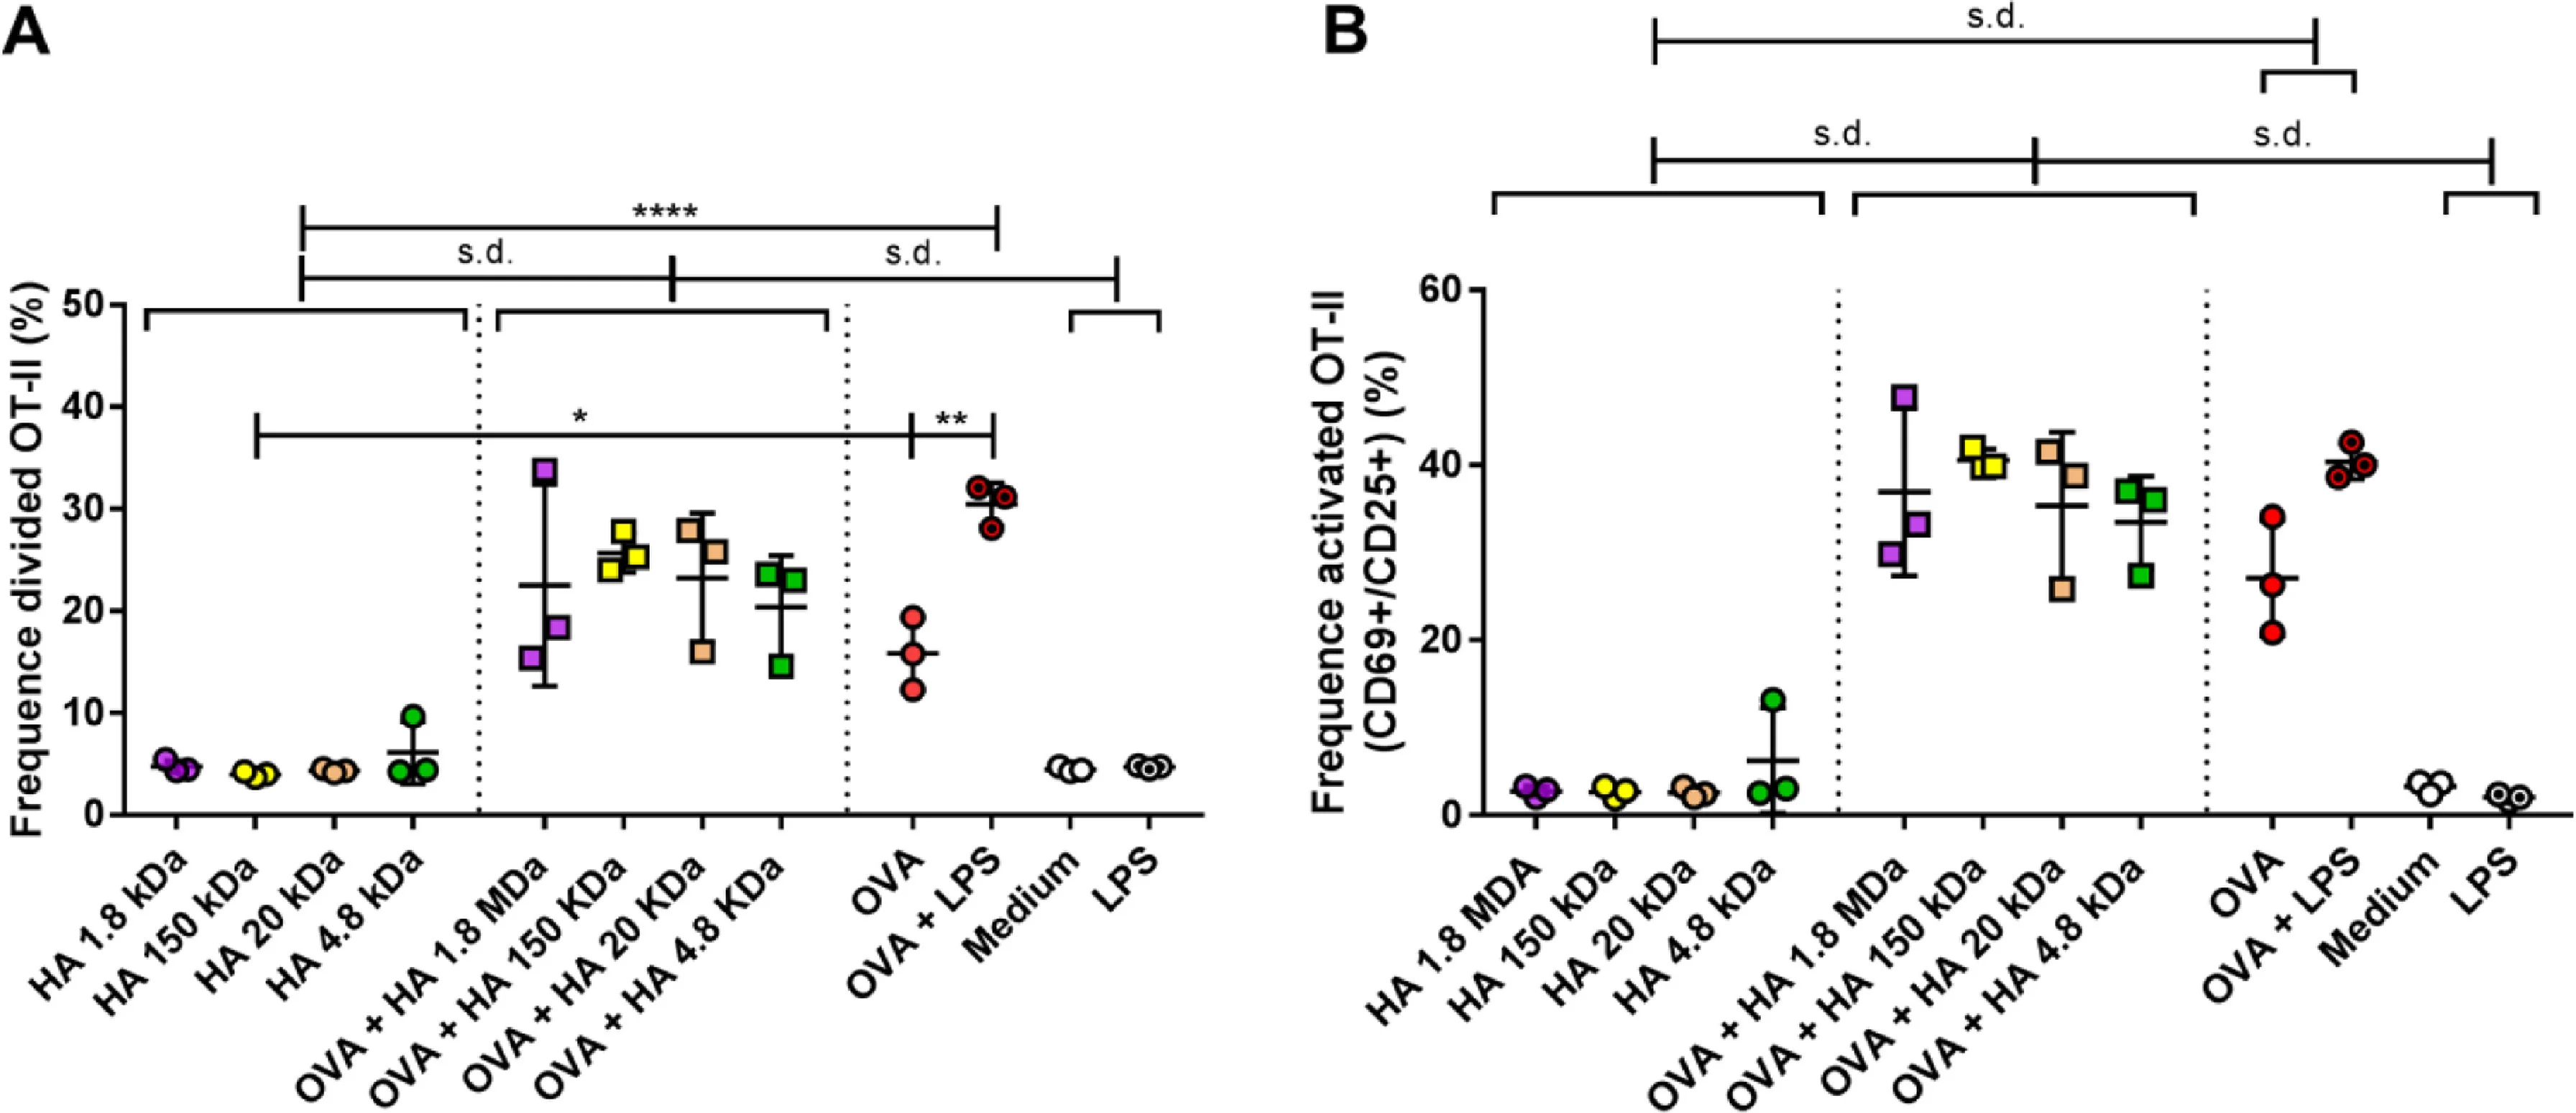 A
****
s.d.
s.d.
*
**
Frequence divided OT-II (%)
50
40
30
20
10
0
HA 1.8 kDa
HA 150 kDa
HA 20 kDa
HA 4.8 kDa
OVA + HA 1.8 MDa
OVA + HA 150 KDa
OVA + HA 20 KDa
OVA + HA 4.8 KDa
OVA
OVA + LPS
Medium
LPS
B
s.d.
s.d.
s.d.
Frequence activated OT-II
(CD69+/CD25+) (%)
60
40
20
0
HA 1.8 MDA
HA 150 kDa
HA 20 kDa
HA 4.8 kDa
OVA + HA 1.8 MDa
OVA + HA 150 kDa
OVA + HA 20 kDa
OVA + HA 4.8 kDa
OVA
OVA + LPS
Medium
LPS